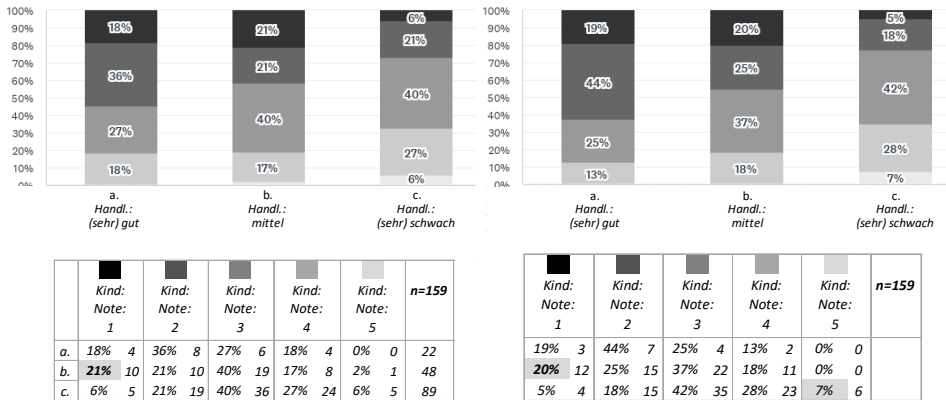 100%
90%
80%
70%
60%
50%
40%
30%
20%
10%
0%
18%
36%
27%
18%
21%
21%
40%
17%
6%
21%
40%
27%
6%
a. b. c.
Handl.: Handl.: Handl.:
(sehr) gut mittel (sehr) schwach
100%
90%
80%
70%
60%
50%
40%
30%
20%
10%
0%
19%
44%
25%
13%
20%
25%
37%
18%
5%
18%
42%
28%
7%
a. b. c.
Handl.: Handl.: Handl.:
(sehr) gut mittel (sehr) schwach
Kind: Kind: Kind: Kind: Kind: n=159
Note: Note: Note: Note: Note:
1 2 3 4 5
a. 18% 4 36% 8 27% 6 18% 4 0% 0 22
b. 21% 10 21% 10 40% 19 17% 8 2% 1 48
c. 6% 5 21% 19 40% 36 27% 24 6% 5 89
Kind: Kind: Kind: Kind: Kind: n=159
Note: Note: Note: Note: Note:
1 2 3 4 5
19% 3 44% 7 25% 4 13% 2 0% 0
20% 12 25% 15 37% 22 18% 11 0% 0
5% 4 18% 15 42% 35 28% 23 7% 6